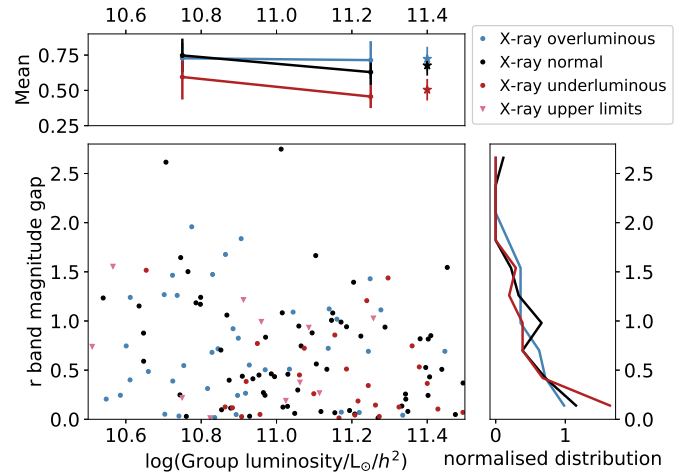 10.6 10.8 11.0 11.2 11.4
0.75
0.50
0.25
Mean
X-ray overluminous
X-ray normal
X-ray underluminous
X-ray upper limits
2.5
2.0
1.5
1.0
0.5
0.0
r band magnitude gap
10.6 10.8 11.0 11.2 11.4
log(Group luminosity/L⊙/h²)
2.5
2.0
1.5
1.0
0.5
0.0
0 1
normalised distribution